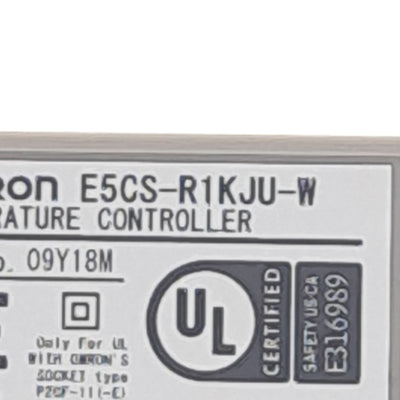 RON E5CS-R1KJU-W
RATURE CONTROLLER
o. 09Y18M
UL
CERTIFIED
SAFETY US-CA
E316989
Only For UL
WITH OMRON'S
SOCKET type
P2CF-11(-E)